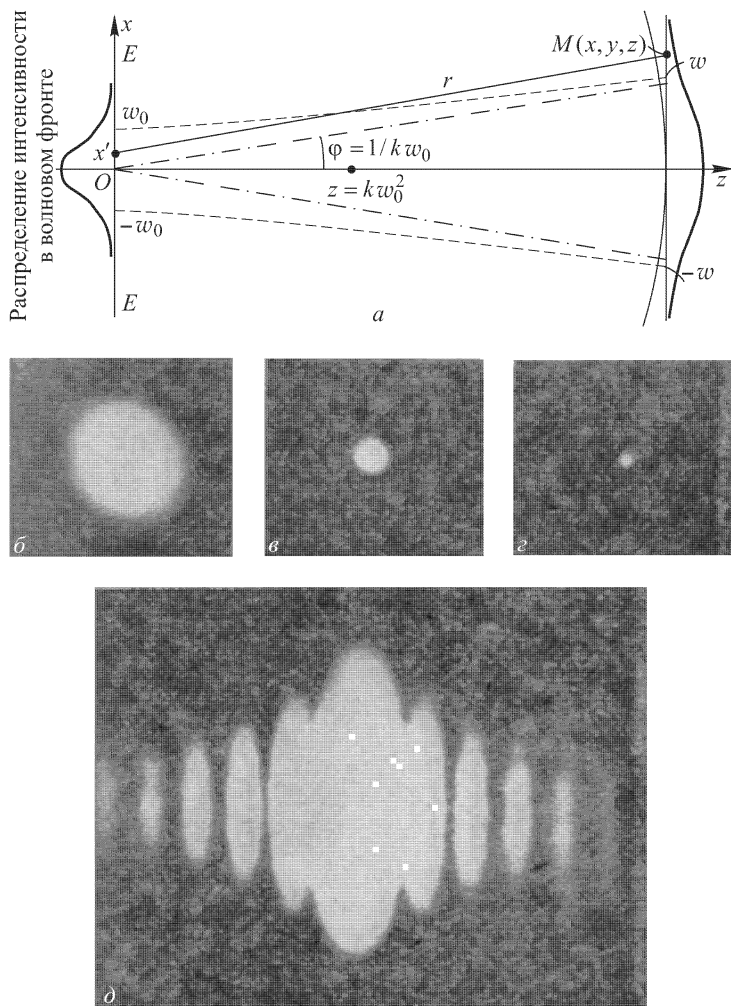 Распределение интенсивности
в волновом фронте
x
E
w₀
x′
O
−w₀
E
r
φ = 1/kw₀
z = kw₀²
M(x, y, z)
w
z
−w
а
б
в
г
д